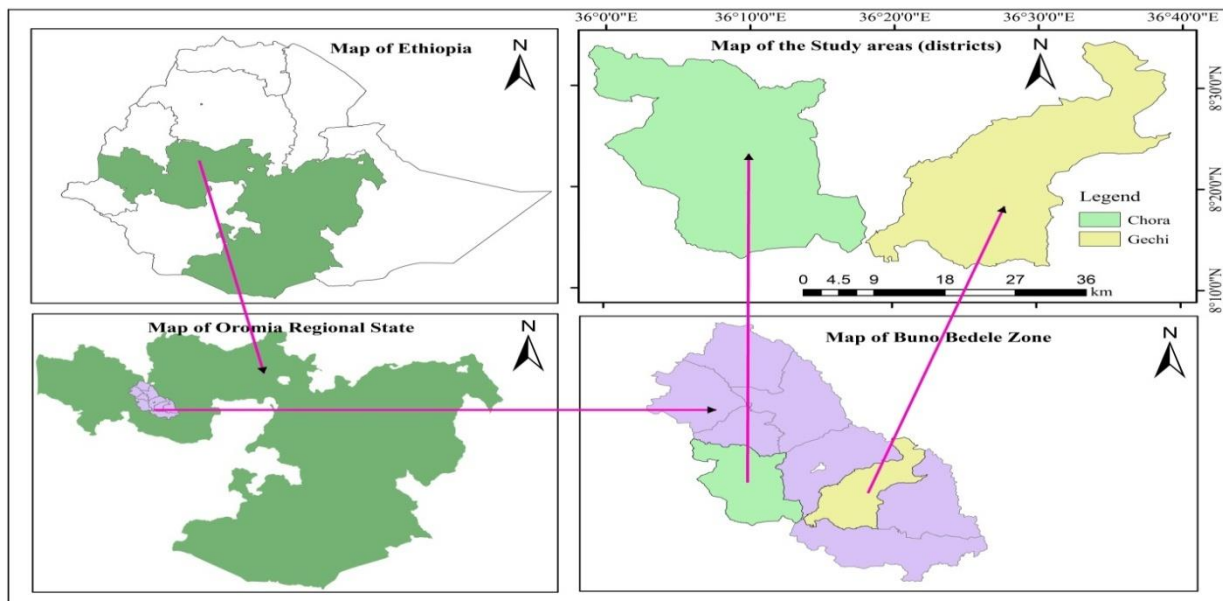 36°0'0"E 36°10'0"E 36°20'0"E 36°30'0"E 36°40'0"E
Map of Ethiopia
N
Map of the Study areas (districts)
N
8°30'0"N
8°20'0"N
8°10'0"N
Legend
Chora
Gechi
0 4.5 9 18 27 36
km
Map of Oromia Regional State
N
Map of Buno Bedele Zone
N